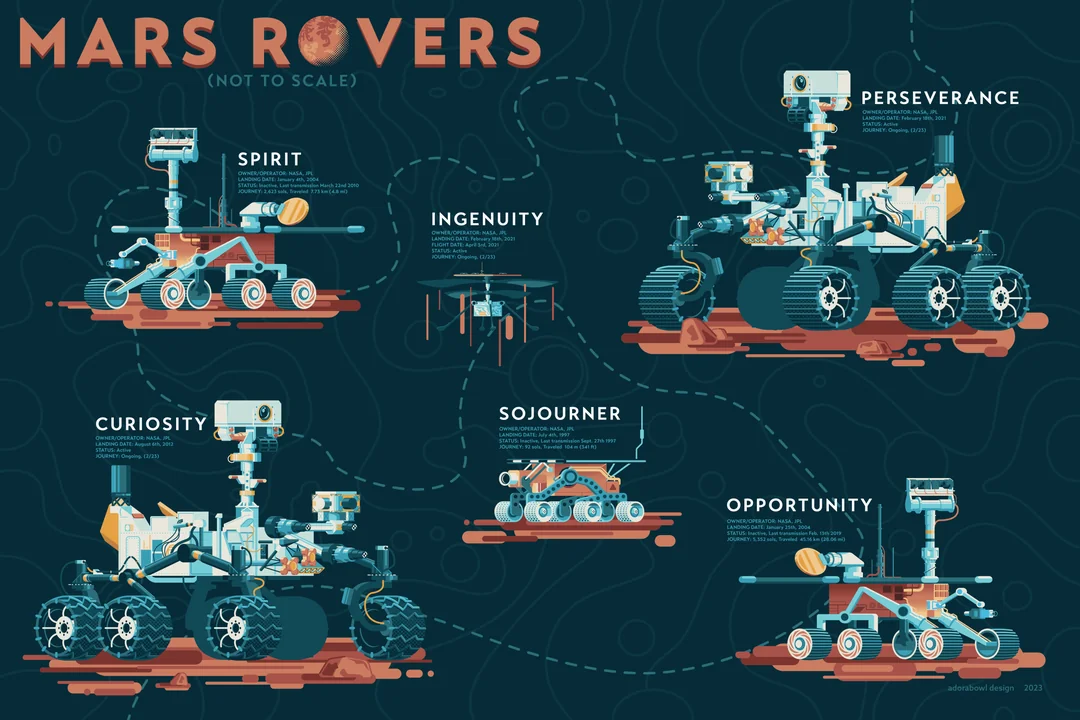 MARS ROVERS
(NOT TO SCALE)
PERSEVERANCE
OWNER/OPERATOR: NASA, JPL
LANDING DATE: February 18th, 2021
STATUS: Active
JOURNEY: Ongoing, (2/23)
SPIRIT
OWNER/OPERATOR: NASA, JPL
LANDING DATE: January 4th, 2004
STATUS: Inactive, Last transmission March 22nd 2010
JOURNEY: 2,623 sols, Traveled 7.73 km (4.8 mi)
INGENUITY
OWNER/OPERATOR: NASA, JPL
LANDING DATE: February 18th, 2021
FLIGHT DATE: April 3rd, 2021
STATUS: Active
JOURNEY: Ongoing, (2/23)
CURIOSITY
OWNER/OPERATOR: NASA, JPL
LANDING DATE: August 6th, 2012
STATUS: Active
JOURNEY: Ongoing, (2/23)
SOJOURNER
OWNER/OPERATOR: NASA, JPL
LANDING DATE: July 4th, 1997
STATUS: Inactive, Last transmission Sept. 27th 1997
JOURNEY: 92 sols, Traveled 104 m (341 ft)
OPPORTUNITY
OWNER/OPERATOR: NASA, JPL
LANDING DATE: January 25th, 2004
STATUS: Inactive, Last transmission Feb. 13th 2019
JOURNEY: 5,352 sols, Traveled 45.16 km (28.06 mi)
adorabowl design 2023